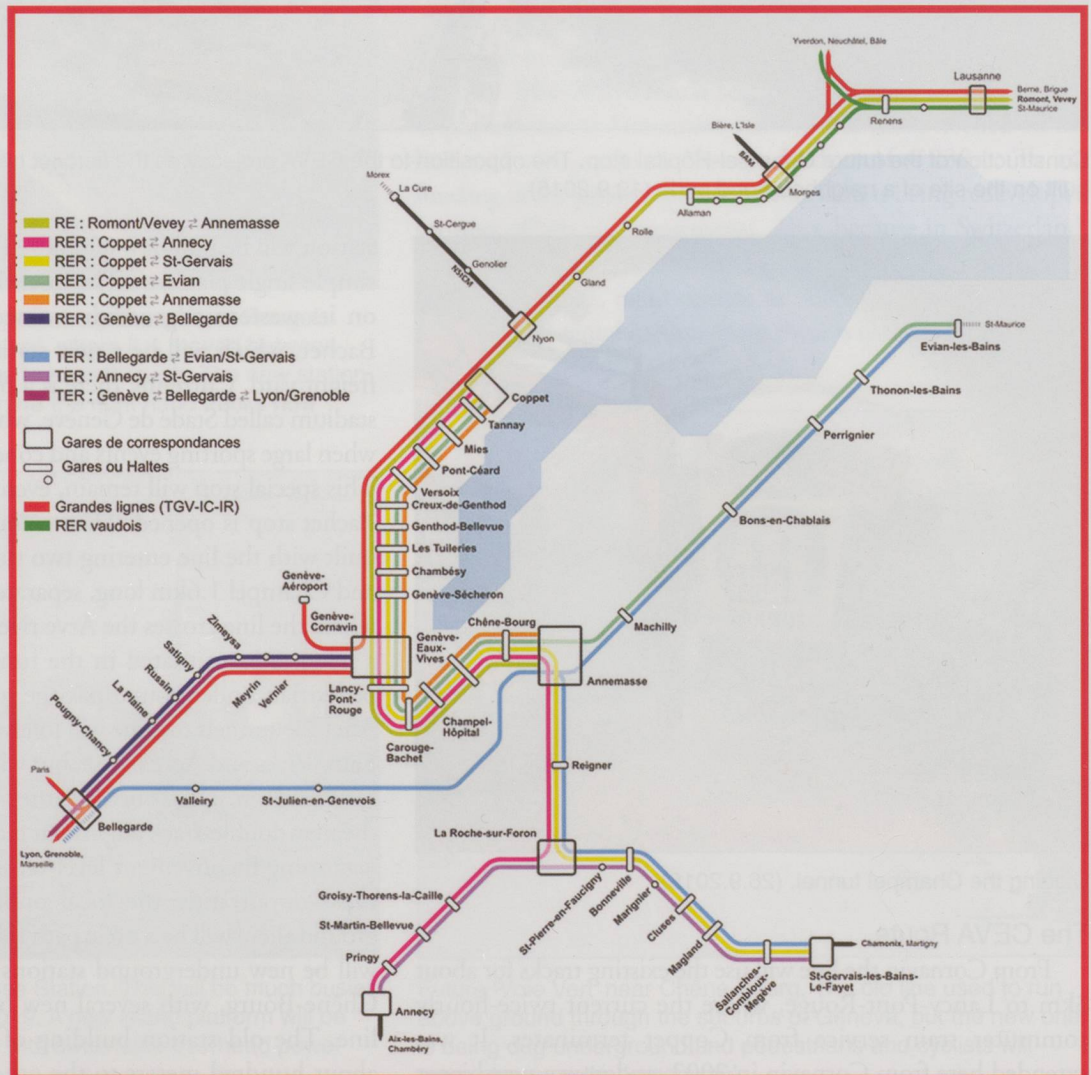 Yverdon, Neuchâtel, Bâle
Lausanne
Berne, Brigue
Romont, Vevey
St-Maurice
Renens
Bière, L'Isle
BAM
Morges
Allaman
Rolle
Gland
Morex
La Cure
St-Cergue
Genolier
NStCM
Nyon
RE : Romont/Vevey ⇄ Annemasse
RER : Coppet ⇄ Annecy
RER : Coppet ⇄ St-Gervais
RER : Coppet ⇄ Evian
RER : Coppet ⇄ Annemasse
RER : Genève ⇄ Bellegarde
TER : Bellegarde ⇄ Evian/St-Gervais
TER : Annecy ⇄ St-Gervais
TER : Genève ⇄ Bellegarde ⇄ Lyon/Grenoble
Gares de correspondances
Gares ou Haltes
Grandes lignes (TGV-IC-IR)
RER vaudois
Coppet
Tannay
Mies
Pont-Céard
Versoix
Creux-de-Genthod
Genthod-Bellevue
Les Tuileries
Chambésy
Genève-Sécheron
St-Maurice
Evian-les-Bains
Thonon-les-Bains
Perrignier
Bons-en-Chablais
Machilly
Genève-
Aéroport
Genève-
Cornavin
Genève-
Eaux-
Vives
Chêne-Bourg
Annemasse
Zimeysa
Satigny
Russin
La Plaine
Pougny-Chancy
Meyrin
Vernier
Lancy-
Pont-
Rouge
Carouge-
Bachet
Champel-
Hôpital
Paris
Bellegarde
Lyon, Grenoble,
Marseille
Valleiry
St-Julien-en-Genevois
Reignier
La Roche-sur-Foron
Groisy-Thorens-la-Caille
St-Martin-Bellevue
Pringy
Annecy
Aix-les-Bains,
Chambéry
St-Pierre-en-Faucigny
Bonneville
Marignier
Cluses
Magland
Sallanches-
Combloux-
Megève
Chamonix, Martigny
St-Gervais-les-Bains-
Le-Fayet